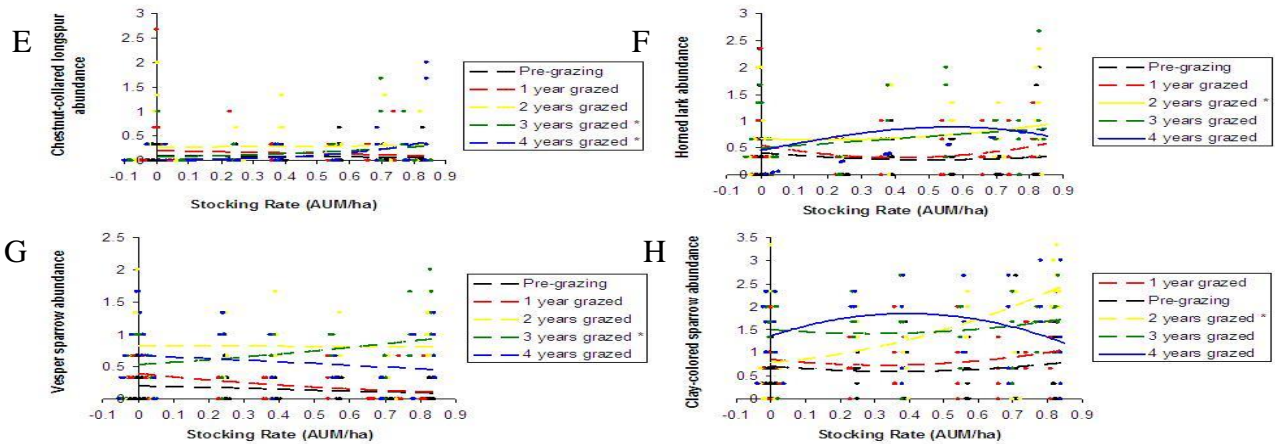 E
Chestnut-collared longspur
abundance
3
2.5
2
1.5
1
0.5
0
-0.1 0 0.1 0.2 0.3 0.4 0.5 0.6 0.7 0.8 0.9
Stocking Rate (AUM/ha)
Pre-grazing
1 year grazed
2 years grazed
3 years grazed *
4 years grazed *
F
Horned lark abundance
3
2.5
2
1.5
1
0.5
0
-0.1 0 0.1 0.2 0.3 0.4 0.5 0.6 0.7 0.8 0.9
Stocking Rate (AUM/ha)
Pre-grazing
1 year grazed
2 years grazed *
3 years grazed
4 years grazed
G
Vesper sparrow abundance
2.5
2
1.5
1
0.5
0
-0.1 0 0.1 0.2 0.3 0.4 0.5 0.6 0.7 0.8 0.9
Stocking Rate (AUM/ha)
Pre-grazing
1 year grazed
2 years grazed
3 years grazed *
4 years grazed
H
Clay-colored sparrow abundance
3.5
3
2.5
2
1.5
1
0.5
0
-0.1 0 0.1 0.2 0.3 0.4 0.5 0.6 0.7 0.8 0.9
Stocking Rate (AUM/ha)
1 year grazed
Pre-grazing
2 years grazed *
3 years grazed
4 years grazed